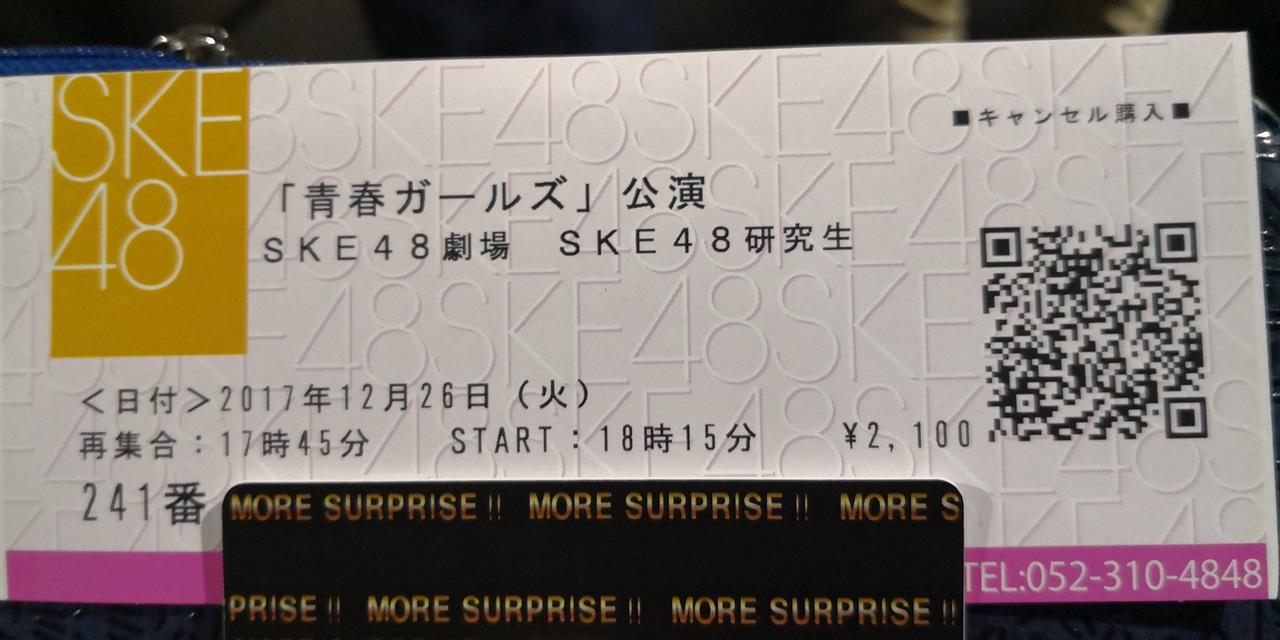 SKE
48
■キャンセル購入■
「青春ガールズ」公演
SKE48劇場 SKE48研究生
<日付>2017年12月26日(火)
再集合:17時45分 START:18時15分 ¥2,100
241番
MORE SURPRISE!! MORE SURPRISE!! MORE S
PRISE!! MORE SURPRISE!! MORE SURPRISE!!
TEL:052-310-4848